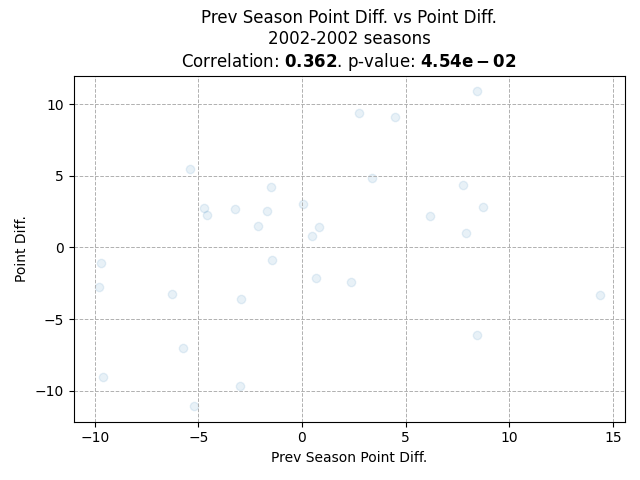 Prev Season Point Diff. vs Point Diff.
2002-2002 seasons
Correlation: 0.362. p-value: 4.54e − 02
10
5
0
−5
−10
Point Diff.
−10 −5 0 5 10 15
Prev Season Point Diff.